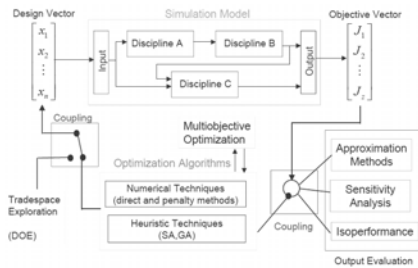 Design Vector
Simulation Model
Objective Vector
x1
x2
⋮
xn
Input
Discipline A
Discipline B
Discipline C
Output
J1
J2
⋮
Jz
Coupling
Multiobjective
Optimization
Optimization Algorithms
Numerical Techniques
(direct and penalty methods)
Heuristic Techniques
(SA,GA)
Tradespace
Exploration
(DOE)
Coupling
Approximation
Methods
Sensitivity
Analysis
Isoperformance
Output Evaluation